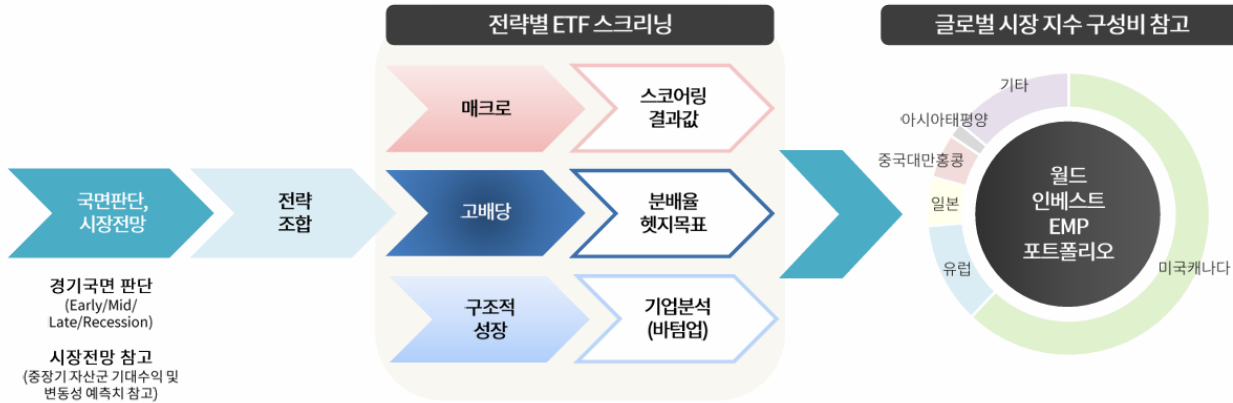 전략별 ETF 스크리닝
글로벌 시장 지수 구성비 참고
국면판단,
시장전망
전략
조합
경기국면 판단
(Early/Mid/
Late/Recession)
시장전망 참고
(중장기 자산군 기대수익 및
변동성 예측치 참고)
매크로
스코어링
결과값
고배당
분배율
헷지목표
구조적
성장
기업분석
(바텀업)
기타
아시아태평양
중국대만홍콩
일본
유럽
미국캐나다
월드
인베스트
EMP
포트폴리오